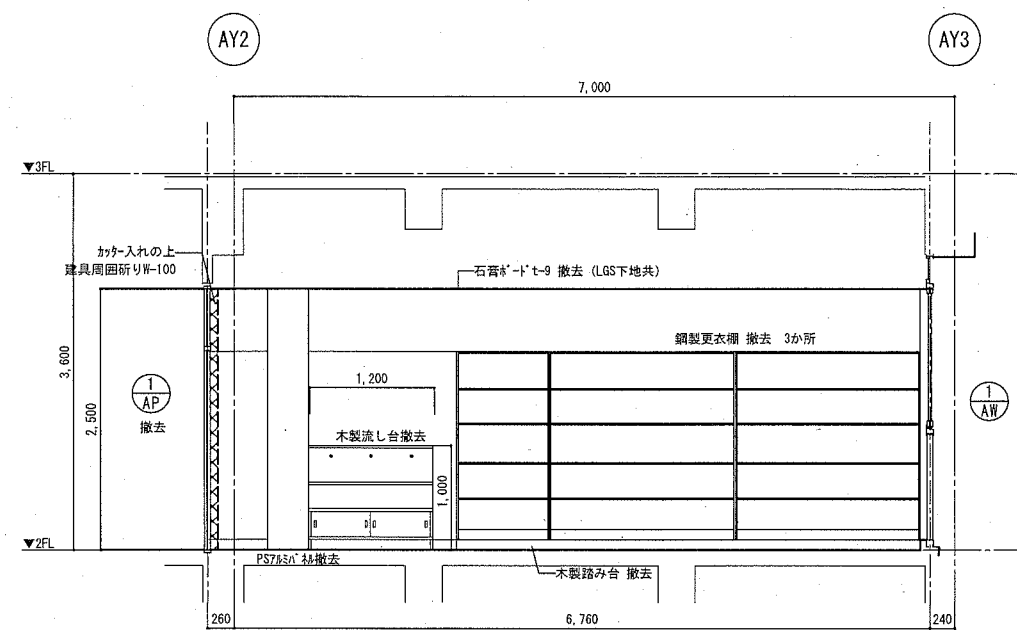 AY2
AY3
7,000
▼3FL
カッター入れの上
建具周囲斫りW-100
石膏ボードt-9 撤去 (LGS下地共)
鋼製更衣棚 撤去 3か所
3,600
2,500
1
AP
撤去
1,200
木製流し台撤去
1,000
1
AW
▼2FL
PSアルミパネル撤去
木製踏み台 撤去
260
6,760
240